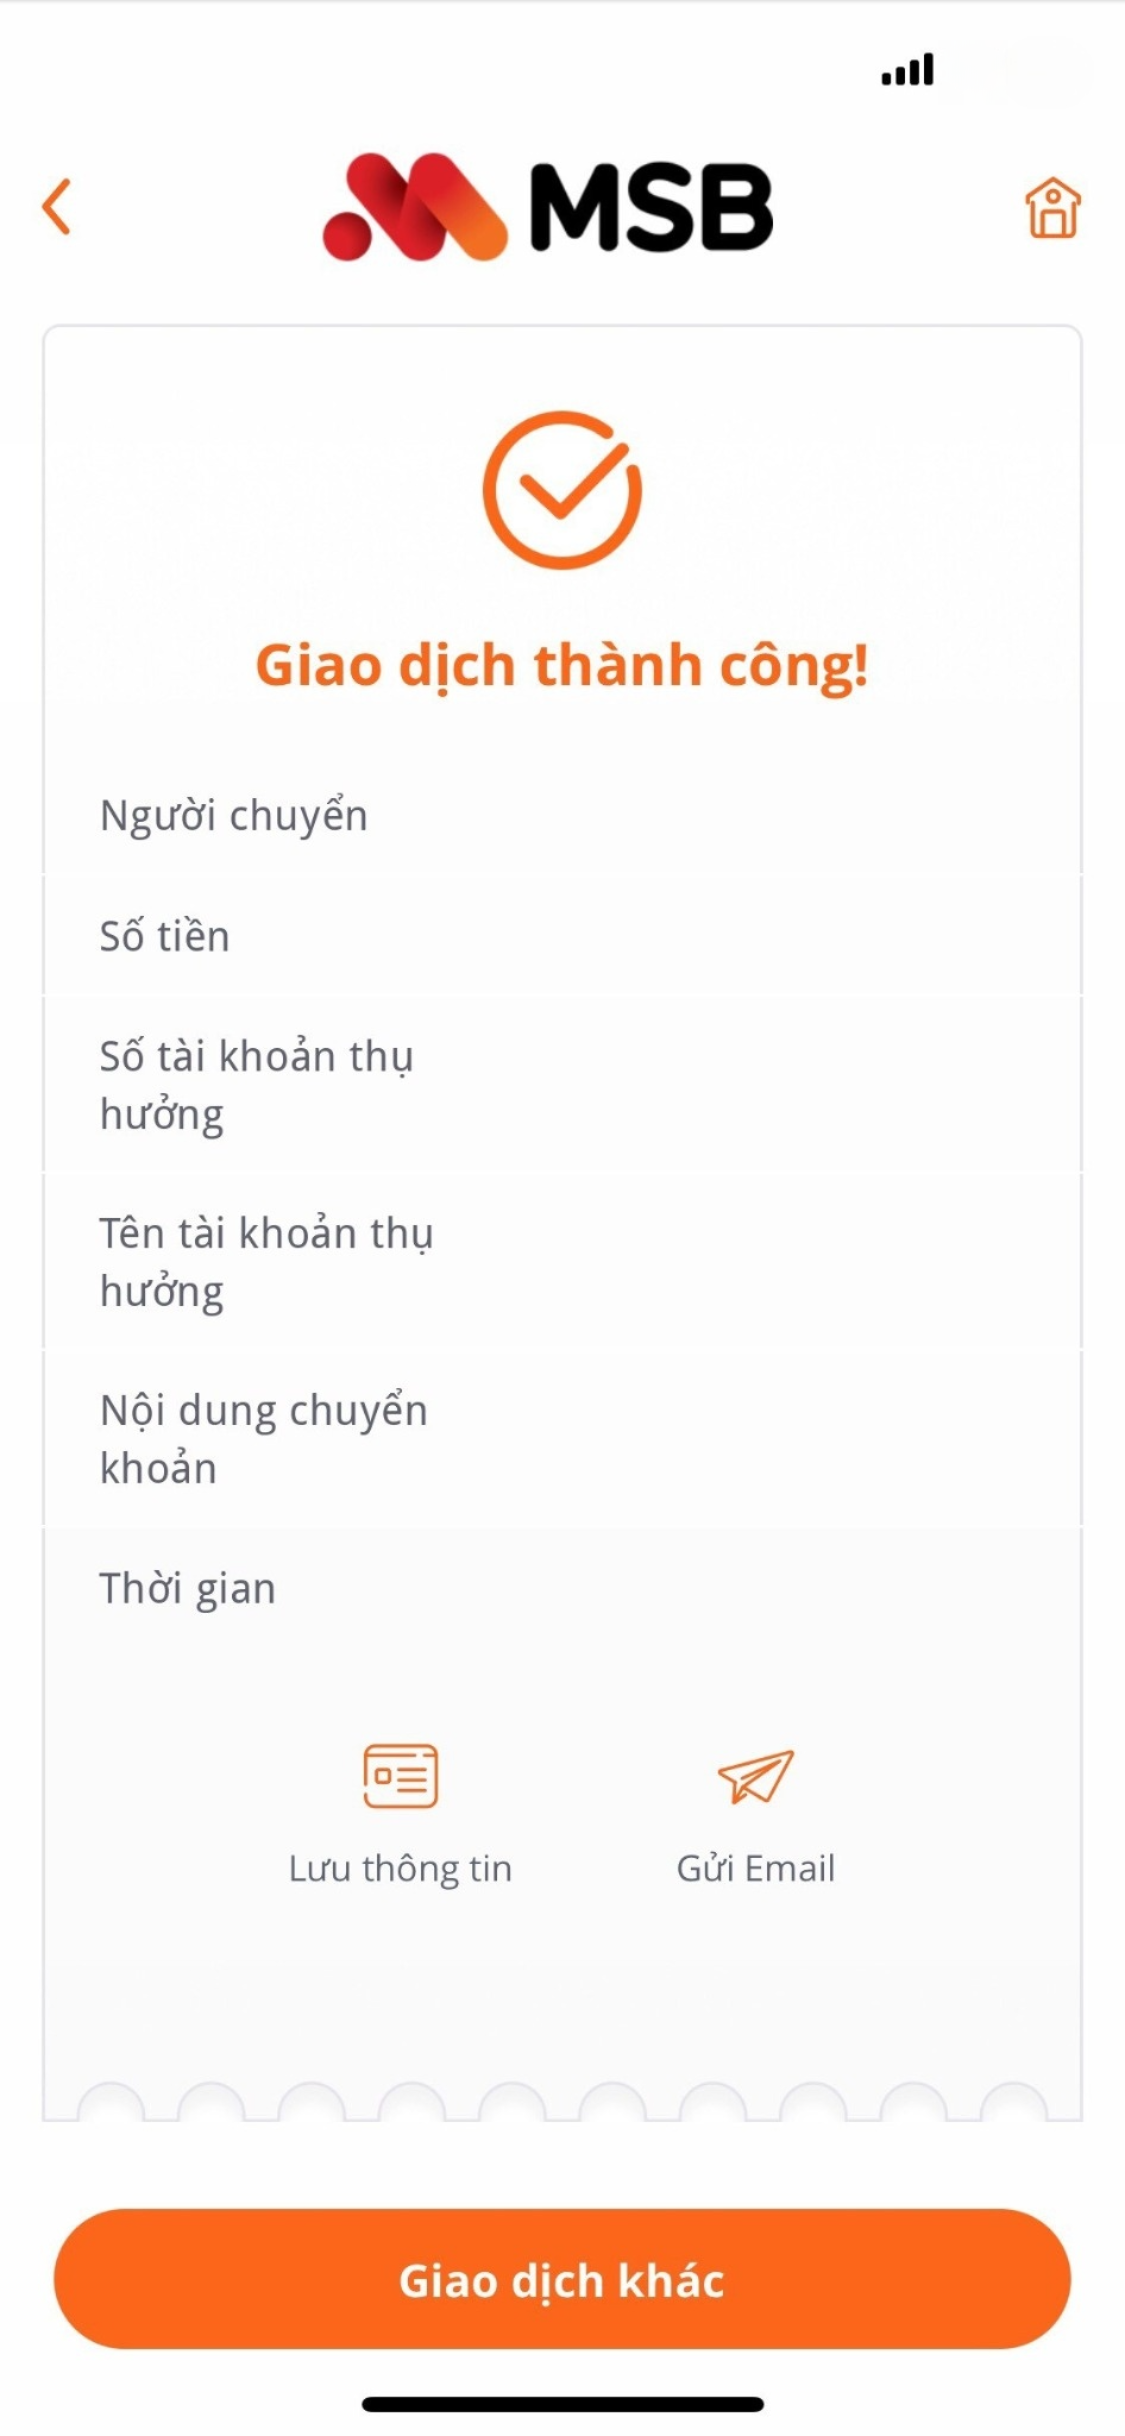 MSB
Giao dịch thành công!
Người chuyển
Số tiền
Số tài khoản thụ
hưởng
Tên tài khoản thụ
hưởng
Nội dung chuyển
khoản
Thời gian
Lưu thông tin
Gửi Email
Giao dịch khác